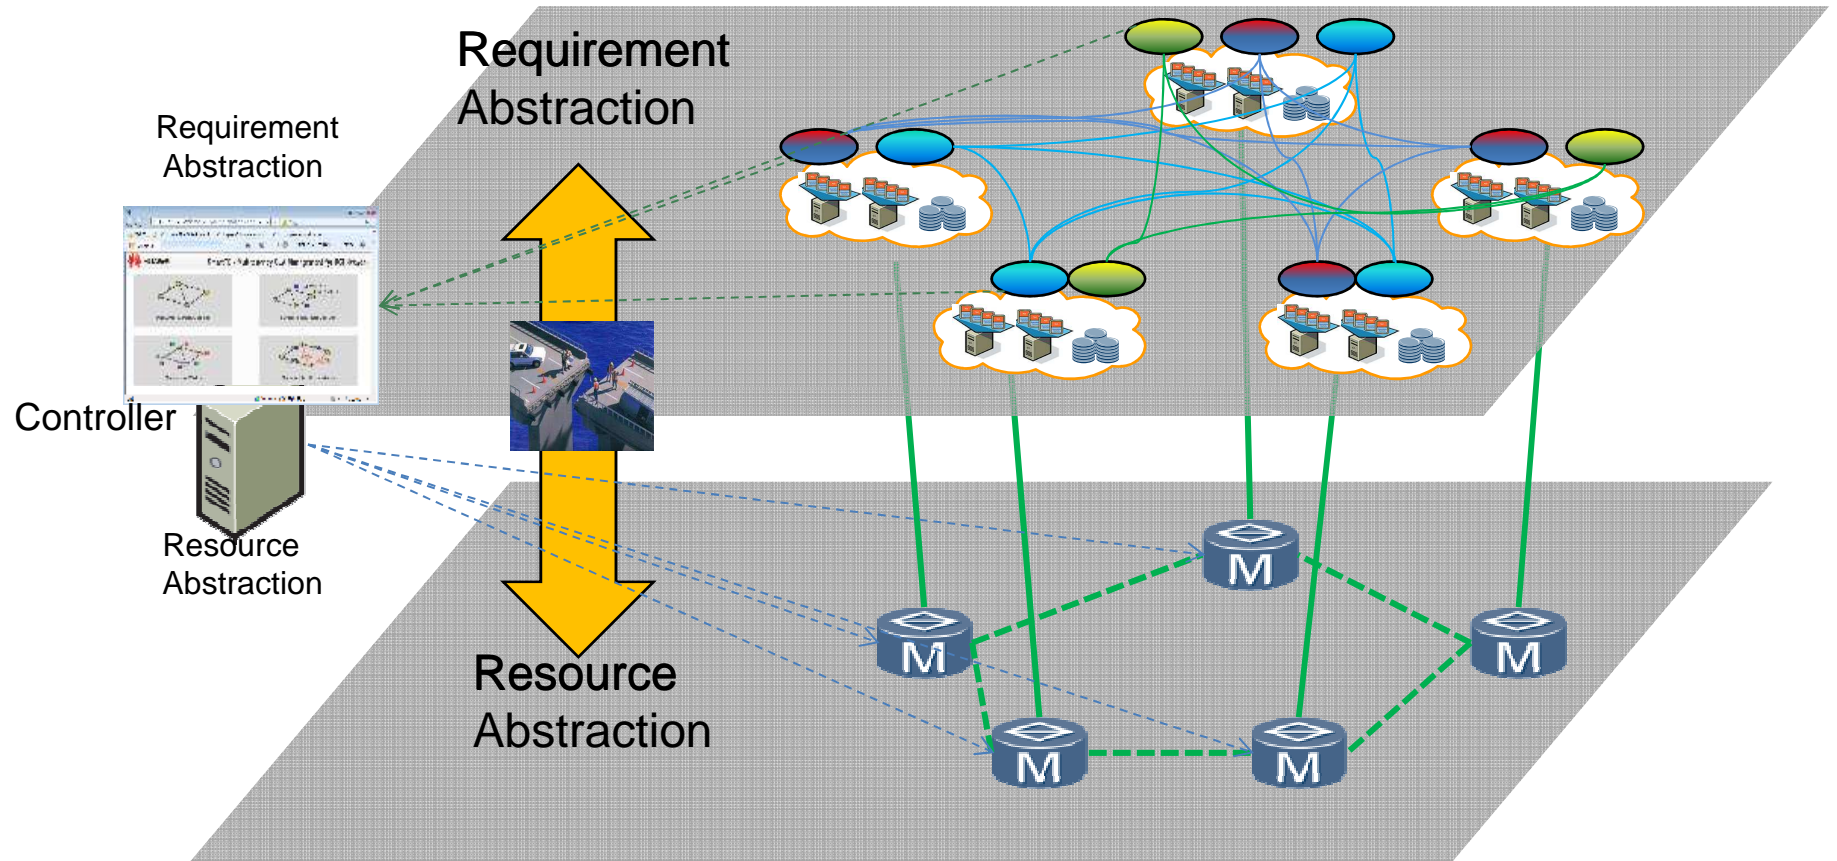 Requirement
Abstraction
Requirement
Abstraction
Controller
Resource
Abstraction
Resource
Abstraction
M
M
M
M
M